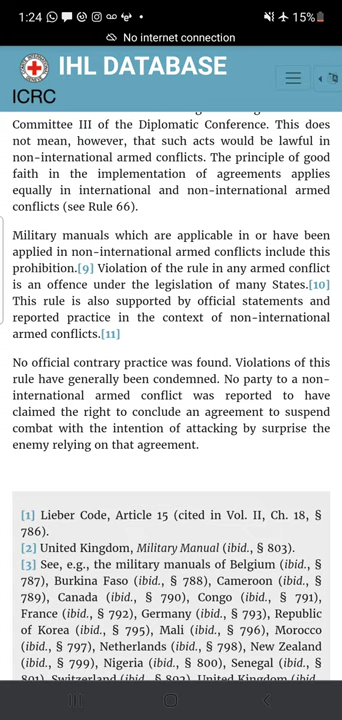 1:24
15%
No internet connection
IHL DATABASE
ICRC
Committee III of the Diplomatic Conference. This does
not mean, however, that such acts would be lawful in
non-international armed conflicts. The principle of good
faith in the implementation of agreements applies
equally in international and non-international armed
conflicts (see Rule 66).
Military manuals which are applicable in or have been
applied in non-international armed conflicts include this
prohibition.[9] Violation of the rule in any armed conflict
is an offence under the legislation of many States.[10]
This rule is also supported by official statements and
reported practice in the context of non-international
armed conflicts.[11]
No official contrary practice was found. Violations of this
rule have generally been condemned. No party to a non-
international armed conflict was reported to have
claimed the right to conclude an agreement to suspend
combat with the intention of attacking by surprise the
enemy relying on that agreement.
[1] Lieber Code, Article 15 (cited in Vol. II, Ch. 18, §
786).
[2] United Kingdom, Military Manual (ibid., § 803).
[3] See, e.g., the military manuals of Belgium (ibid., §
787), Burkina Faso (ibid., § 788), Cameroon (ibid., §
789), Canada (ibid., § 790), Congo (ibid., § 791),
France (ibid., § 792), Germany (ibid., § 793), Republic
of Korea (ibid., § 795), Mali (ibid., § 796), Morocco
(ibid., § 797), Netherlands (ibid., § 798), New Zealand
(ibid., § 799), Nigeria (ibid., § 800), Senegal (ibid., §
801), Switzerland (ibid., § 802), United Kingdom (ibid.,